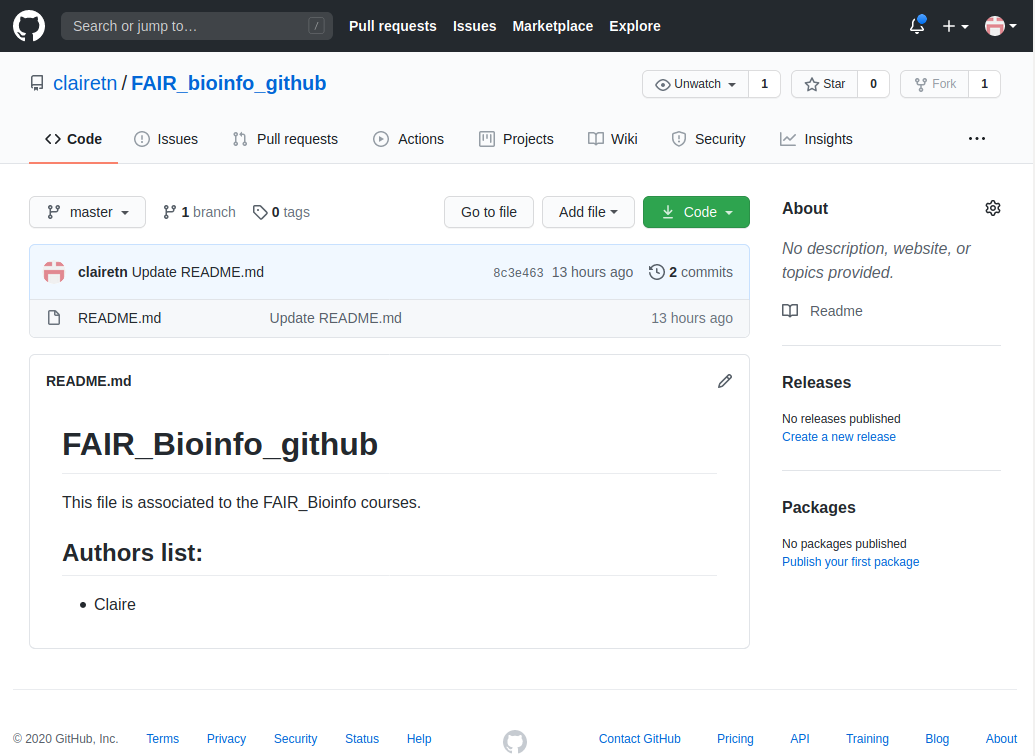 Search or jump to… /
Pull requests Issues Marketplace Explore
clairetn / FAIR_bioinfo_github
Unwatch 1 Star 0 Fork 1
Code Issues Pull requests Actions Projects Wiki Security Insights
master 1 branch 0 tags Go to file Add file Code
clairetn Update README.md 8c3e463 13 hours ago 2 commits
README.md Update README.md 13 hours ago
README.md
FAIR_Bioinfo_github
This file is associated to the FAIR_Bioinfo courses.
Authors list:
Claire
About
No description, website, or
topics provided.
Readme
Releases
No releases published
Create a new release
Packages
No packages published
Publish your first package
© 2020 GitHub, Inc. Terms Privacy Security Status Help Contact GitHub Pricing API Training Blog About